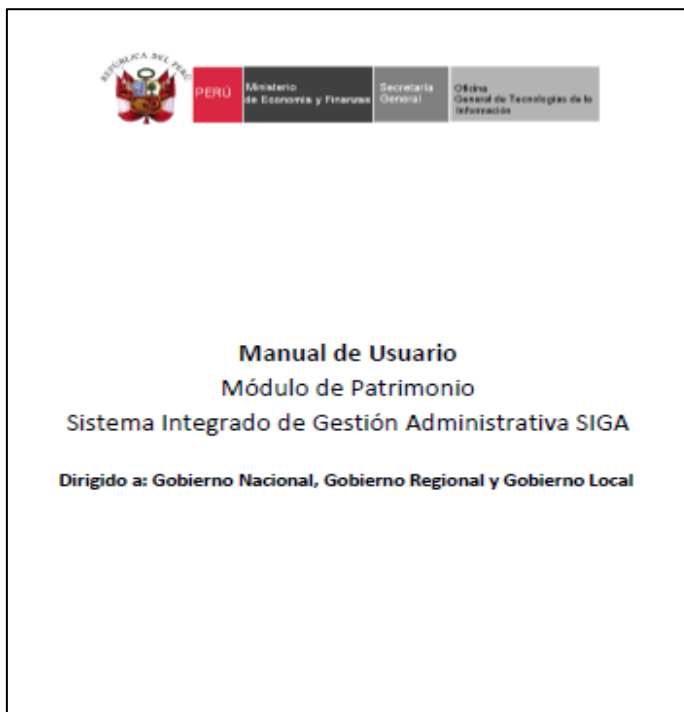 REPÚBLICA DEL PERÚ
PERÚ
Ministerio
de Economía y Finanzas
Secretaría
General
Oficina
General de Tecnologías de la
Información
Manual de Usuario
Módulo de Patrimonio
Sistema Integrado de Gestión Administrativa SIGA
Dirigido a: Gobierno Nacional, Gobierno Regional y Gobierno Local